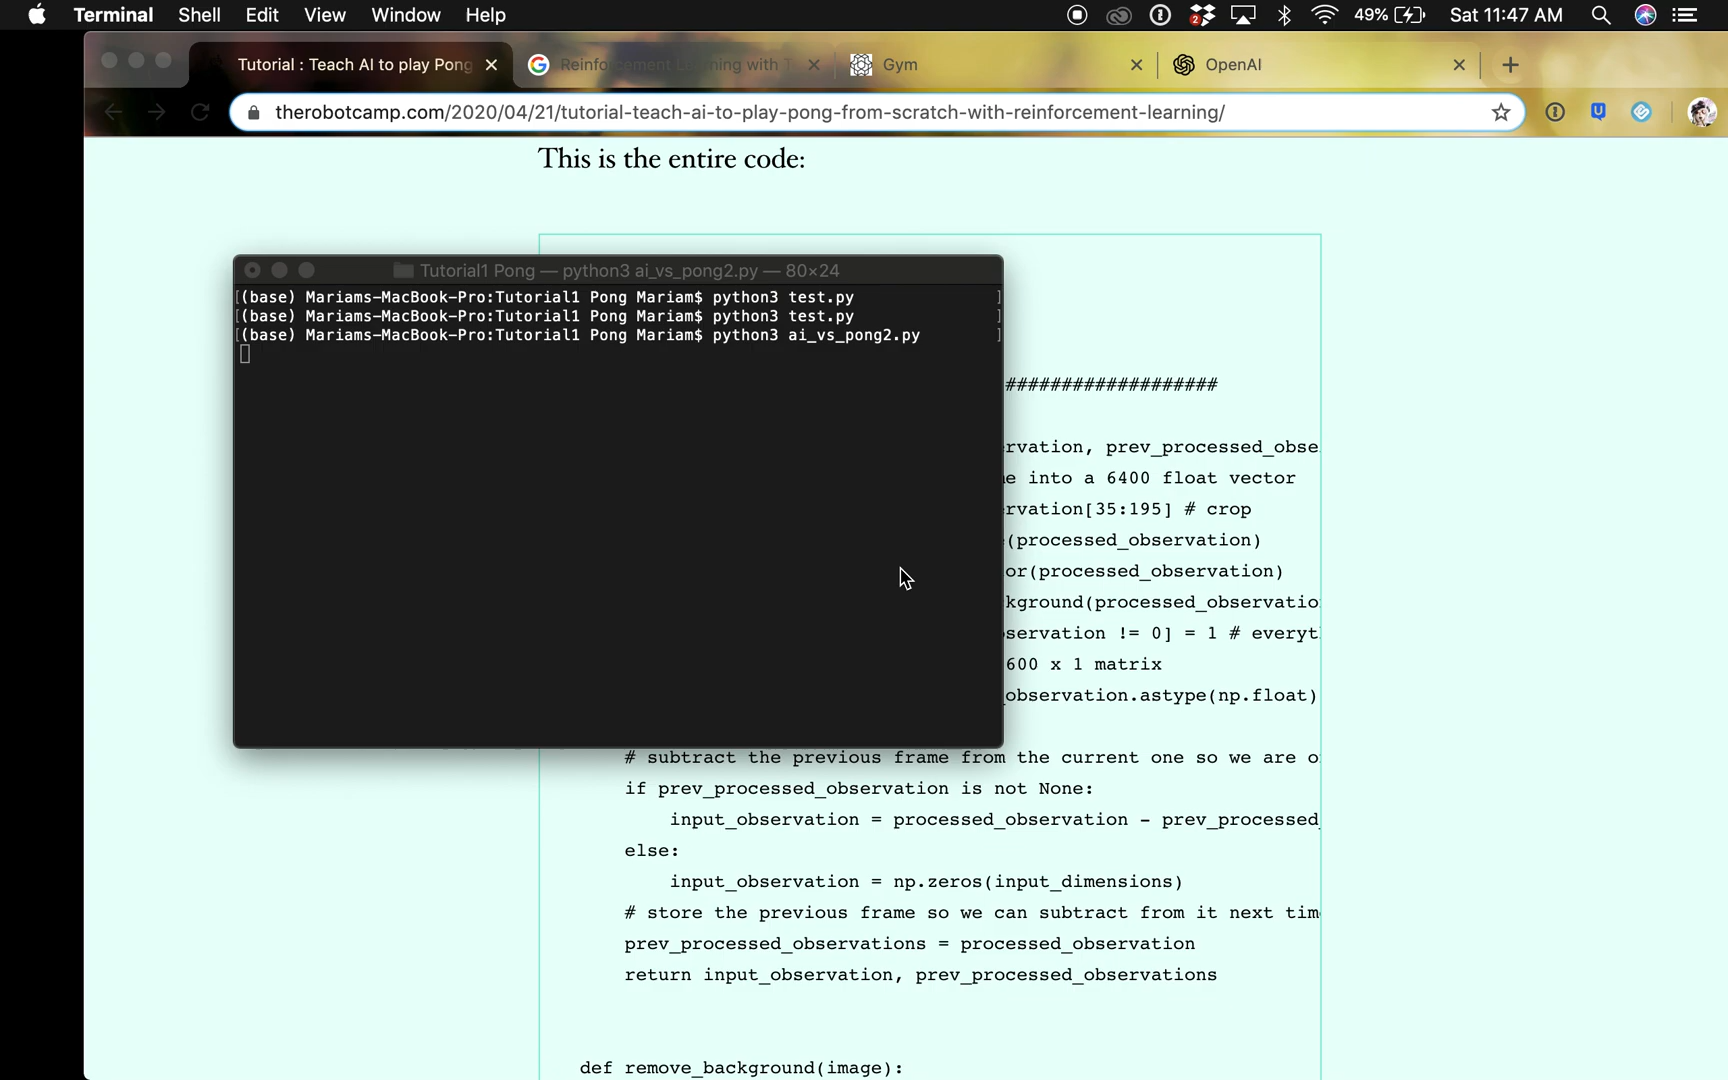 Terminal Shell Edit View Window Help 2 49% Sat 11:47 AM
Tutorial : Teach AI to play Pong Reinforcement Learning with Gym OpenAI
therobotcamp.com/2020/04/21/tutorial-teach-ai-to-play-pong-from-scratch-with-reinforcement-learning/
This is the entire code:
Tutorial1 Pong — python3 ai_vs_pong2.py — 80×24
[(base) Mariams-MacBook-Pro:Tutorial1 Pong Mariam$ python3 test.py ]
[(base) Mariams-MacBook-Pro:Tutorial1 Pong Mariam$ python3 test.py ]
[(base) Mariams-MacBook-Pro:Tutorial1 Pong Mariam$ python3 ai_vs_pong2.py ]
###################
rvation, prev_processed_obse
e into a 6400 float vector
rvation[35:195] # crop
(processed_observation)
or(processed_observation)
kground(processed_observatio
servation != 0] = 1 # everyt
600 x 1 matrix
observation.astype(np.float)
# subtract the previous frame from the current one so we are o
if prev_processed_observation is not None:
input_observation = processed_observation - prev_processed_
else:
input_observation = np.zeros(input_dimensions)
# store the previous frame so we can subtract from it next tim
prev_processed_observations = processed_observation
return input_observation, prev_processed_observations
def remove_background(image):